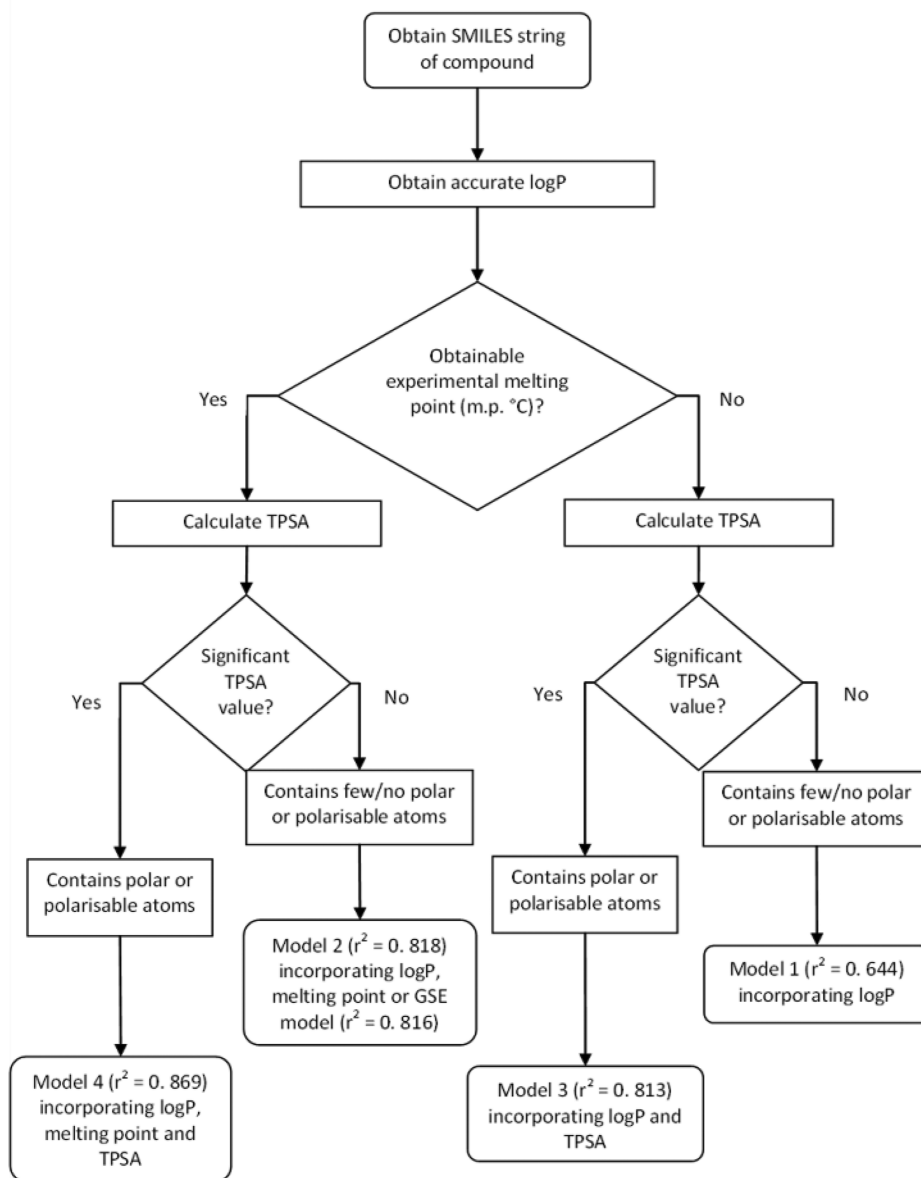 Obtain SMILES string
of compound
Obtain accurate logP
Obtainable
experimental melting
point (m.p. °C)?
Yes
No
Calculate TPSA
Calculate TPSA
Significant
TPSA
value?
Yes
No
Significant
TPSA
value?
Yes
No
Contains few/no polar
or polarisable atoms
Contains few/no polar
or polarisable atoms
Contains polar or
polarisable atoms
Contains polar or
polarisable atoms
Model 2 (r² = 0. 818)
incorporating logP,
melting point or GSE
model (r² = 0. 816)
Model 1 (r² = 0. 644)
incorporating logP
Model 4 (r² = 0. 869)
incorporating logP,
melting point and
TPSA
Model 3 (r² = 0. 813)
incorporating logP and
TPSA